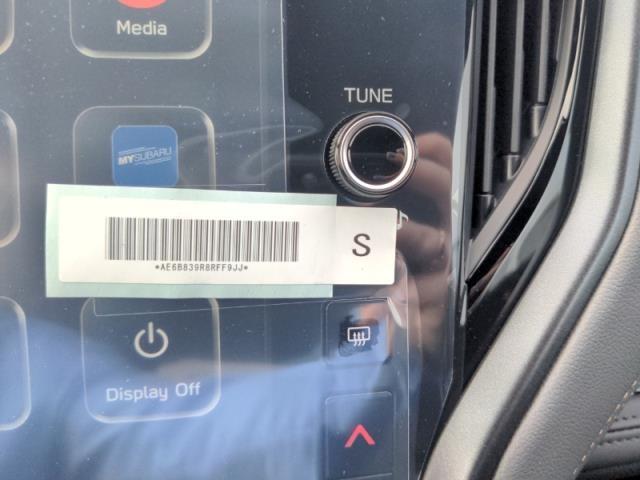 Media
TUNE
MYSUBARU
*AE6B839R8RFF9JJ*
S
Display Off